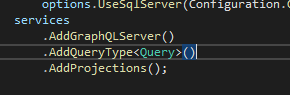 options.UseSqlServer(Configuration.
services
.AddGraphQLServer()
.AddQueryType<Query>()
.AddProjections();